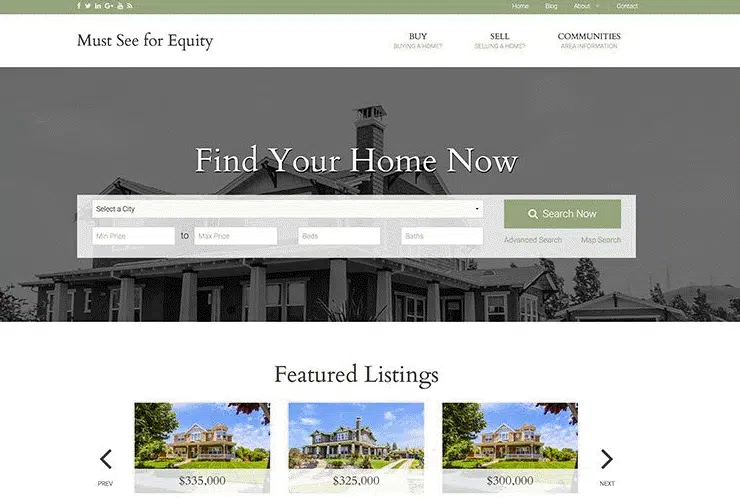 Home Blog About Contact
Must See for Equity
BUY SELL COMMUNITIES
BUYING A HOME? SELLING A HOME? AREA INFORMATION
Find Your Home Now
Select a City Search Now
Min Price to Max Price Beds Baths
Advanced Search Map Search
Featured Listings
PREV NEXT
$335,000 $325,000 $300,000